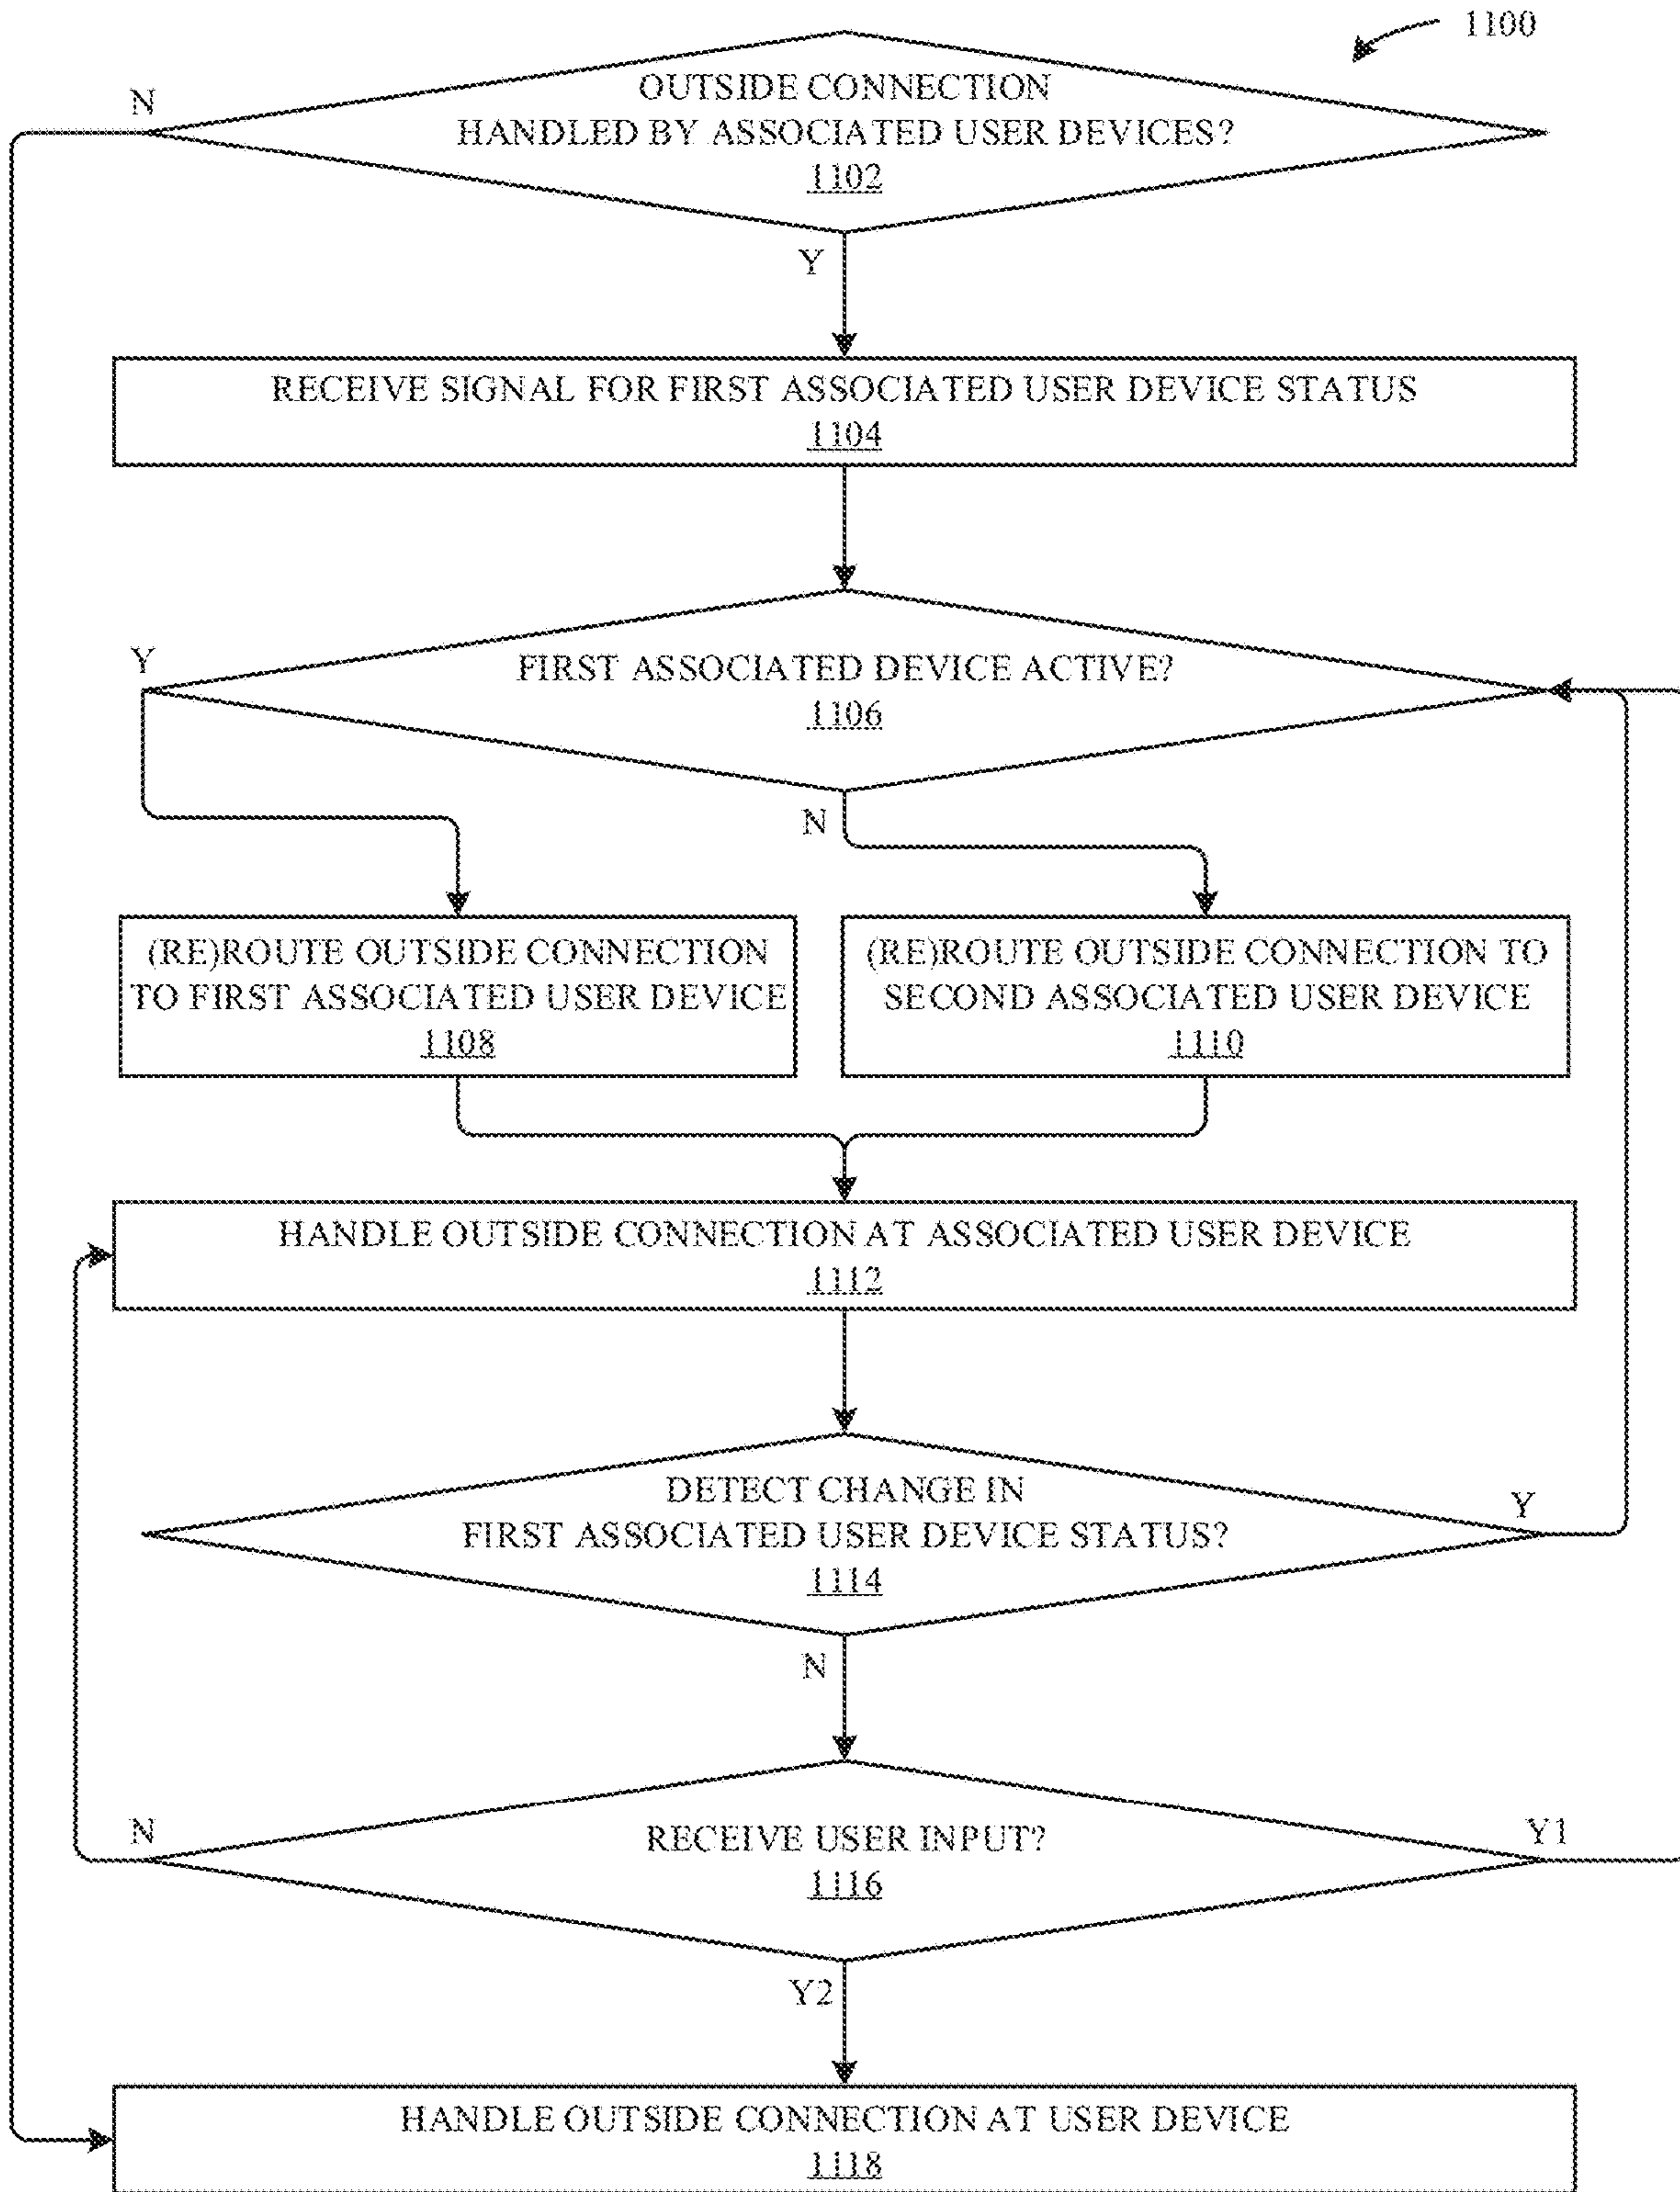 1100
OUTSIDE CONNECTION
HANDLED BY ASSOCIATED USER DEVICES?
1102
N
Y
RECEIVE SIGNAL FOR FIRST ASSOCIATED USER DEVICE STATUS
1104
Y
FIRST ASSOCIATED DEVICE ACTIVE?
1106
N
(RE)ROUTE OUTSIDE CONNECTION
TO FIRST ASSOCIATED USER DEVICE
1108
(RE)ROUTE OUTSIDE CONNECTION TO
SECOND ASSOCIATED USER DEVICE
1110
HANDLE OUTSIDE CONNECTION AT ASSOCIATED USER DEVICE
1112
DETECT CHANGE IN
FIRST ASSOCIATED USER DEVICE STATUS?
1114
Y
N
N
RECEIVE USER INPUT?
1116
Y1
Y2
HANDLE OUTSIDE CONNECTION AT USER DEVICE
1118